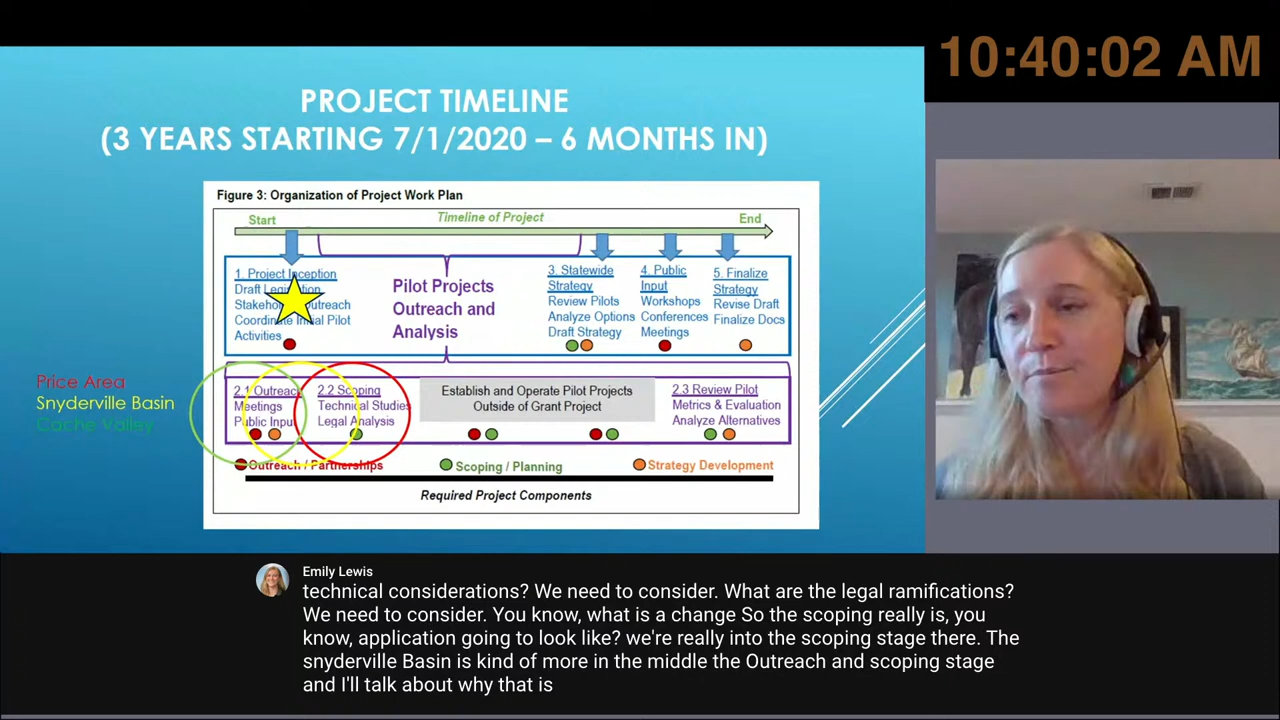 10:40:02 AM
PROJECT TIMELINE
(3 YEARS STARTING 7/1/2020 – 6 MONTHS IN)
Figure 3: Organization of Project Work Plan
Start
Timeline of Project
End
1. Project Inception
Draft Legislation
Stakeholder Outreach
Coordinate Initial Pilot
Activities
Pilot Projects
Outreach and
Analysis
3. Statewide
Strategy
Review Pilots
Analyze Options
Draft Strategy
4. Public
Input
Workshops
Conferences
Meetings
5. Finalize
Strategy
Revise Draft
Finalize Docs
Price Area
Snyderville Basin
Cache Valley
2.1 Outreach
Meetings
Public Input
2.2 Scoping
Technical Studies
Legal Analysis
Establish and Operate Pilot Projects
Outside of Grant Project
2.3 Review Pilot
Metrics & Evaluation
Analyze Alternatives
Outreach / Partnerships
Scoping / Planning
Strategy Development
Required Project Components
Emily Lewis
technical considerations? We need to consider. What are the legal ramifications?
We need to consider. You know, what is a change So the scoping really is, you
know, application going to look like? we're really into the scoping stage there. The
snyderville Basin is kind of more in the middle the Outreach and scoping stage
and I'll talk about why that is